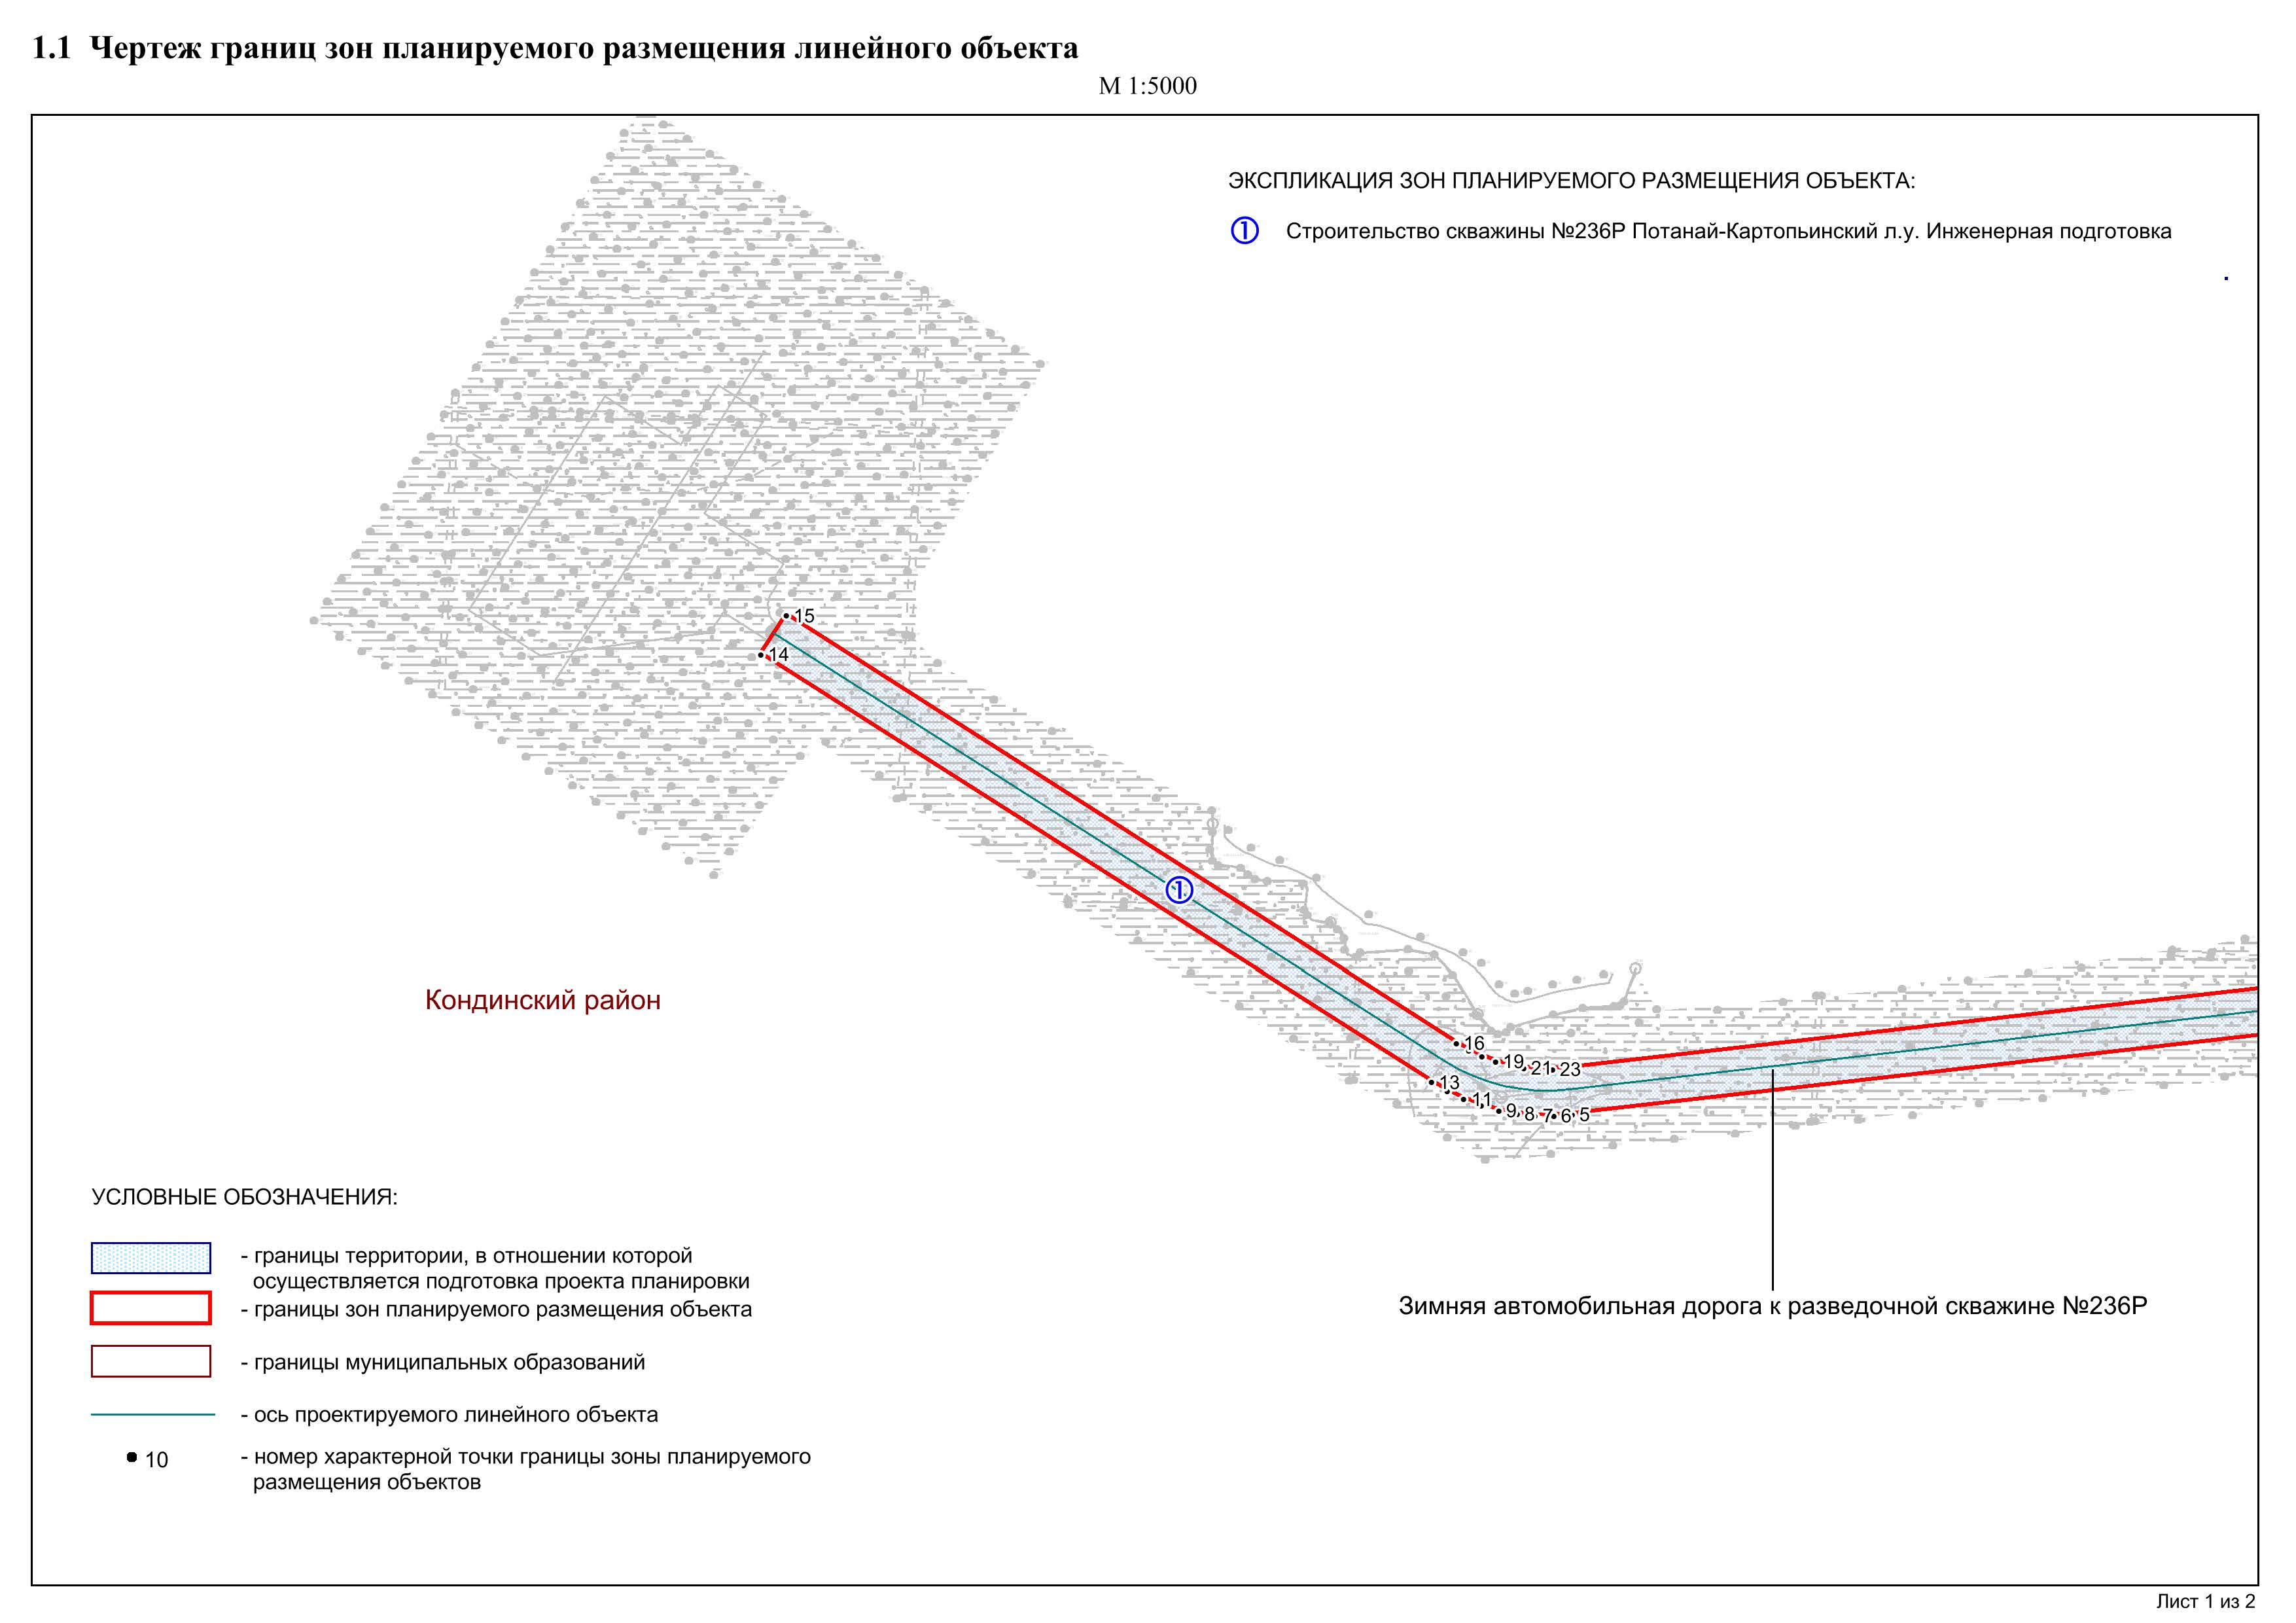 1.1 Чертеж границ зон планируемого размещения линейного объекта
М 1:5000
ЭКСПЛИКАЦИЯ ЗОН ПЛАНИРУЕМОГО РАЗМЕЩЕНИЯ ОБЪЕКТА:
1 Строительство скважины №236Р Потанай-Картопьинский л.у. Инженерная подготовка
15
14
1
Кондинский район
16
19 21 23
13
11
9 8 7 6 5
Зимняя автомобильная дорога к разведочной скважине №236Р
УСЛОВНЫЕ ОБОЗНАЧЕНИЯ:
- границы территории, в отношении которой
осуществляется подготовка проекта планировки
- границы зон планируемого размещения объекта
- границы муниципальных образований
- ось проектируемого линейного объекта
10 - номер характерной точки границы зоны планируемого
размещения объектов
Лист 1 из 2